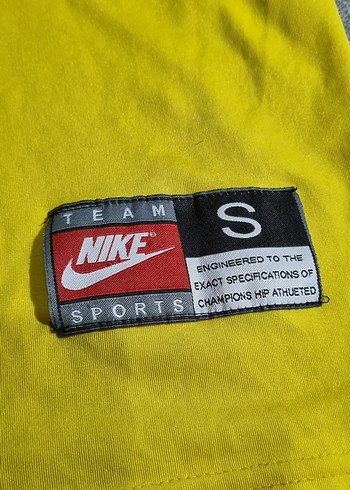 TEAM
NIKE®
SPORTS
S
ENGINEERED TO THE
EXACT SPECIFICATIONS OF
CHAMPIONS HIP ATHUETED